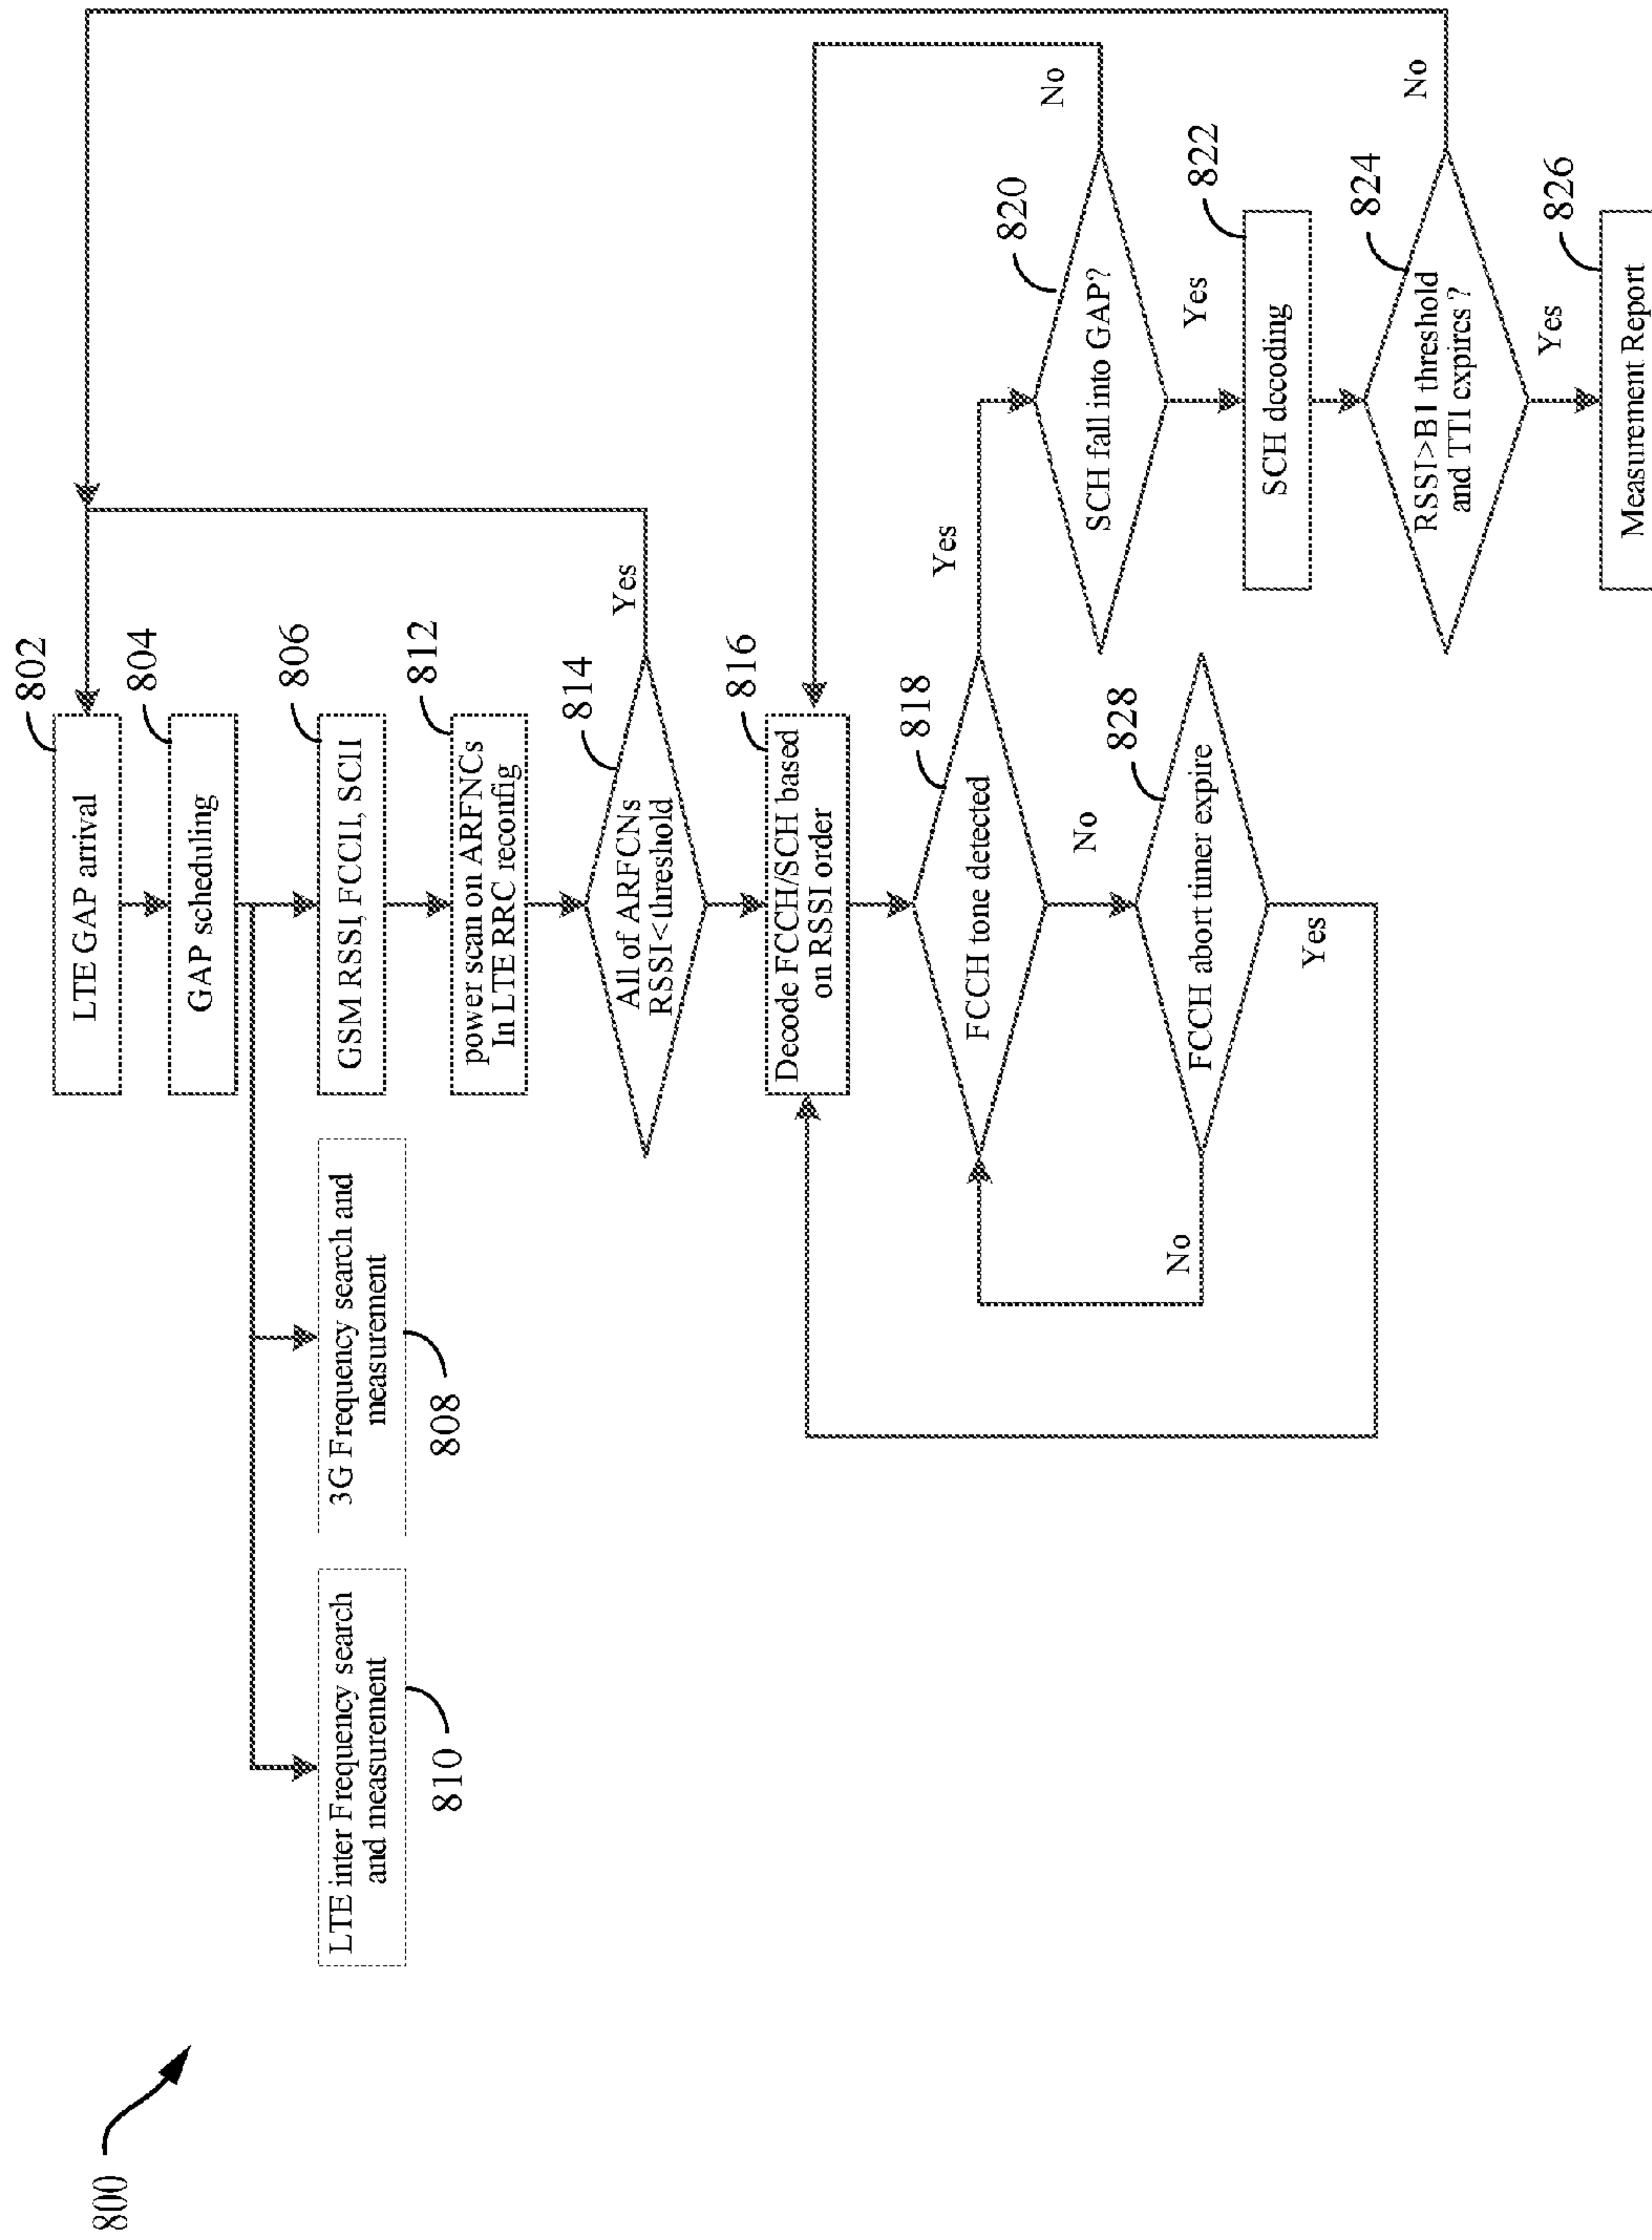 800
802
LTE GAP arrival
804
GAP scheduling
806
GSM RSSI, FCCII, SCII
LTE inter Frequency search
and measurement
810
3G Frequency search and
measurement
808
812
power scan on ARFNCs
In LTE RRC reconfig
814
All of ARFCNs
RSSI<threshold
Yes
816
Decode FCCH/SCH based
on RSSI order
818
FCCH tone detected
Yes
No
828
FCCH abort timer expire
No
Yes
820
SCH fall into GAP?
No
Yes
822
SCH decoding
824
RSSI>B1 threshold
and TTI expires ?
No
Yes
826
Measurement Report